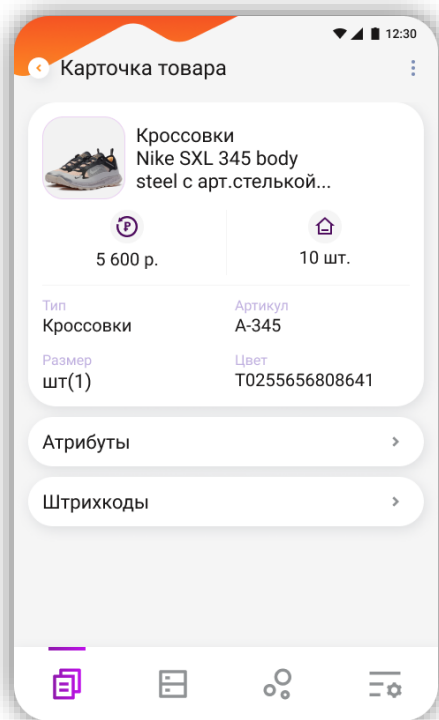 12:30
Карточка товара
Кроссовки
Nike SXL 345 body
steel с арт.стелькой...
5 600 р.
10 шт.
Тип
Артикул
Кроссовки
А-345
Размер
Цвет
шт(1)
T0255656808641
Атрибуты
Штрихкоды